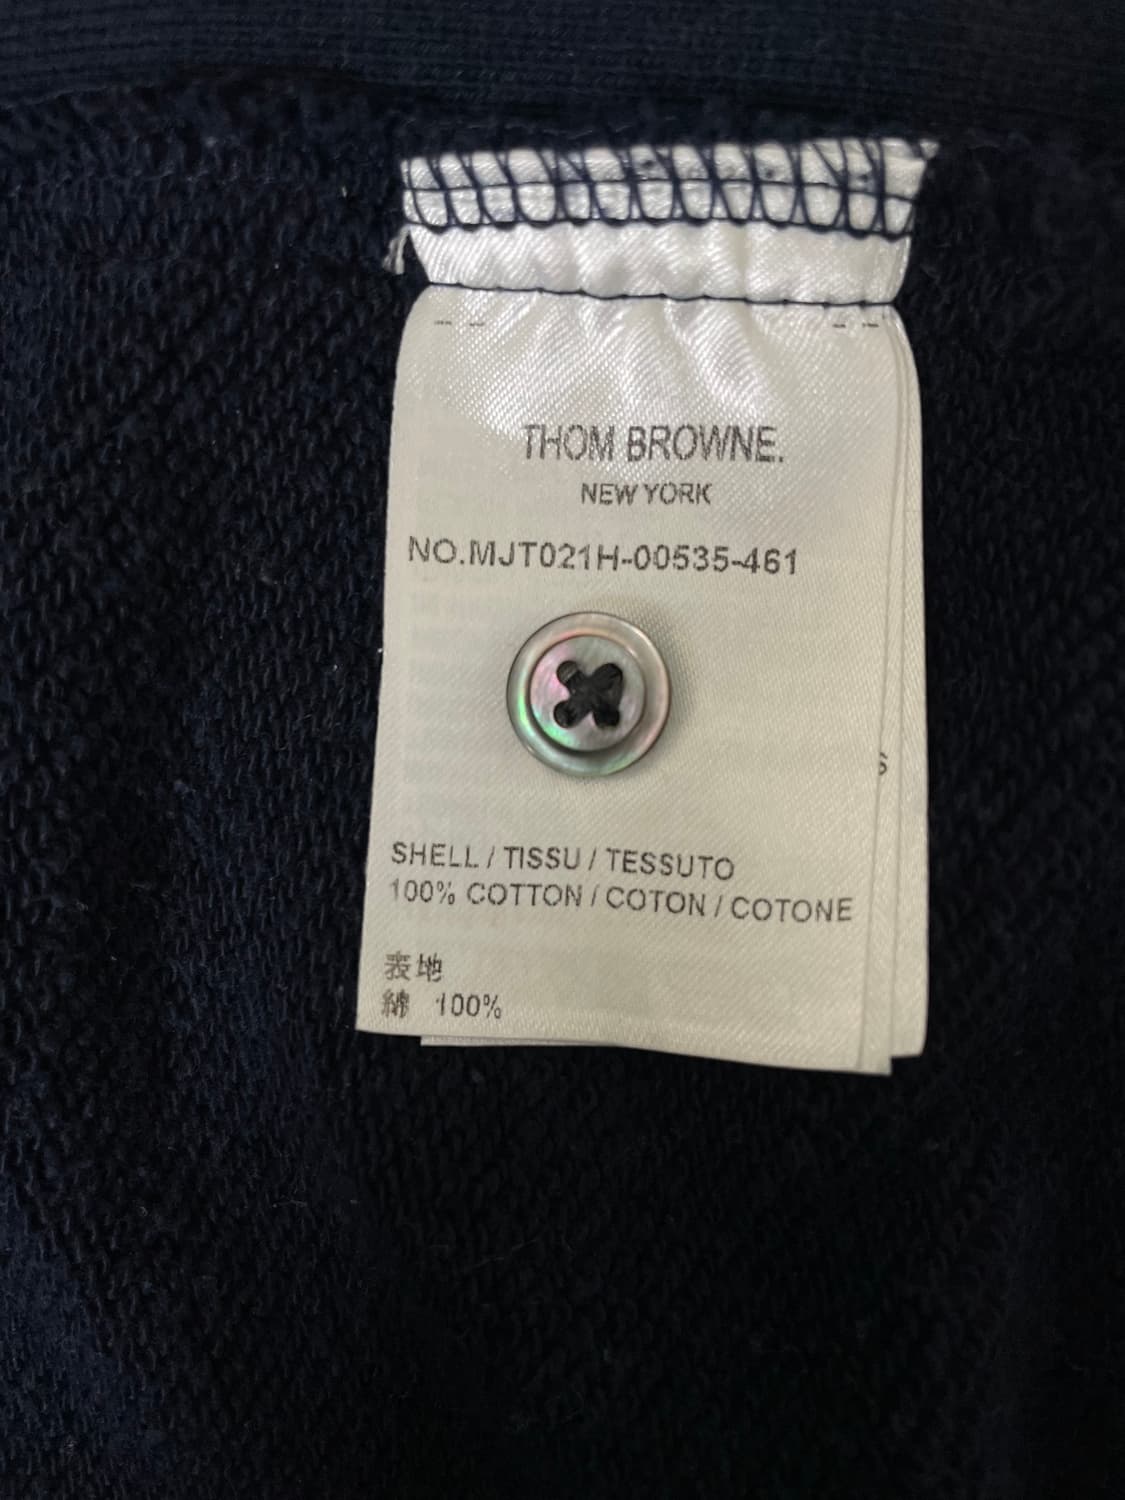 THOM BROWNE.
NEW YORK
NO.MJT021H-00535-461
S
SHELL / TISSU / TESSUTO
100% COTTON / COTON / COTONE
表地
綿 100%